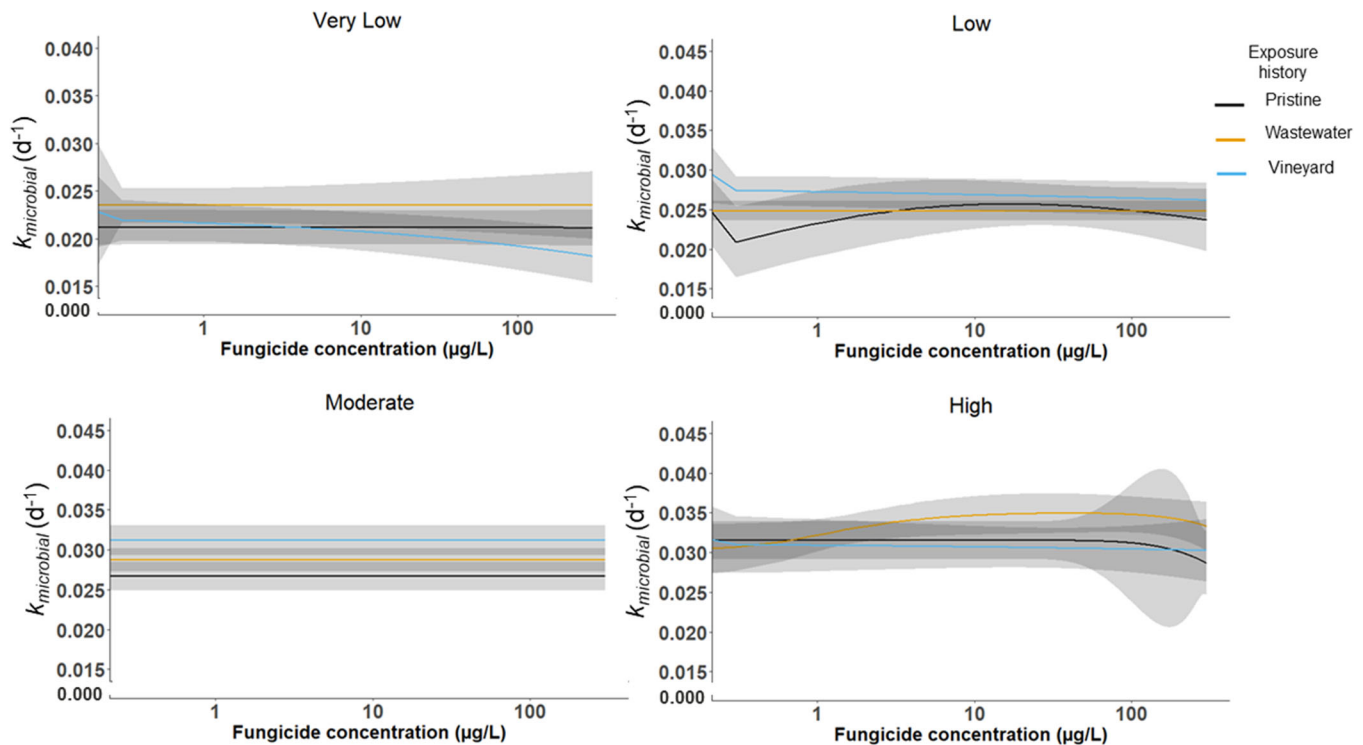 Very Low
0.040
0.035
0.030
0.025
0.020
0.015
0.000
kmicrobial (d-1)
1 10 100
Fungicide concentration (µg/L)
Low
0.045
0.040
0.035
0.030
0.025
0.020
0.015
0.000
kmicrobial (d-1)
1 10 100
Fungicide concentration (µg/L)
Exposure
history
Pristine
Wastewater
Vineyard
Moderate
0.045
0.040
0.035
0.030
0.025
0.020
0.015
0.000
kmicrobial (d-1)
1 10 100
Fungicide concentration (µg/L)
High
0.045
0.040
0.035
0.030
0.025
0.020
0.015
0.000
kmicrobial (d-1)
1 10 100
Fungicide concentration (µg/L)